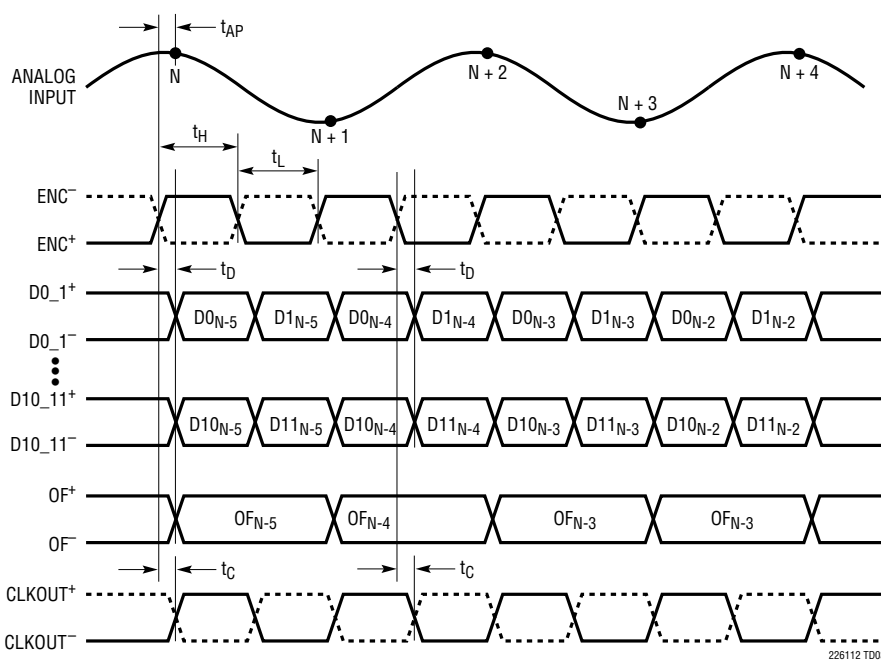 tAP
ANALOG
INPUT
N
N + 1
N + 2
N + 3
N + 4
tH
tL
ENC–
ENC+
tD
tD
D0_1+
D0N-5 D1N-5 D0N-4 D1N-4 D0N-3 D1N-3 D0N-2 D1N-2
D0_1–
D10_11+
D10N-5 D11N-5 D10N-4 D11N-4 D10N-3 D11N-3 D10N-2 D11N-2
D10_11–
OF+
OFN-5 OFN-4 OFN-3 OFN-3
OF–
tC
tC
CLKOUT+
CLKOUT–